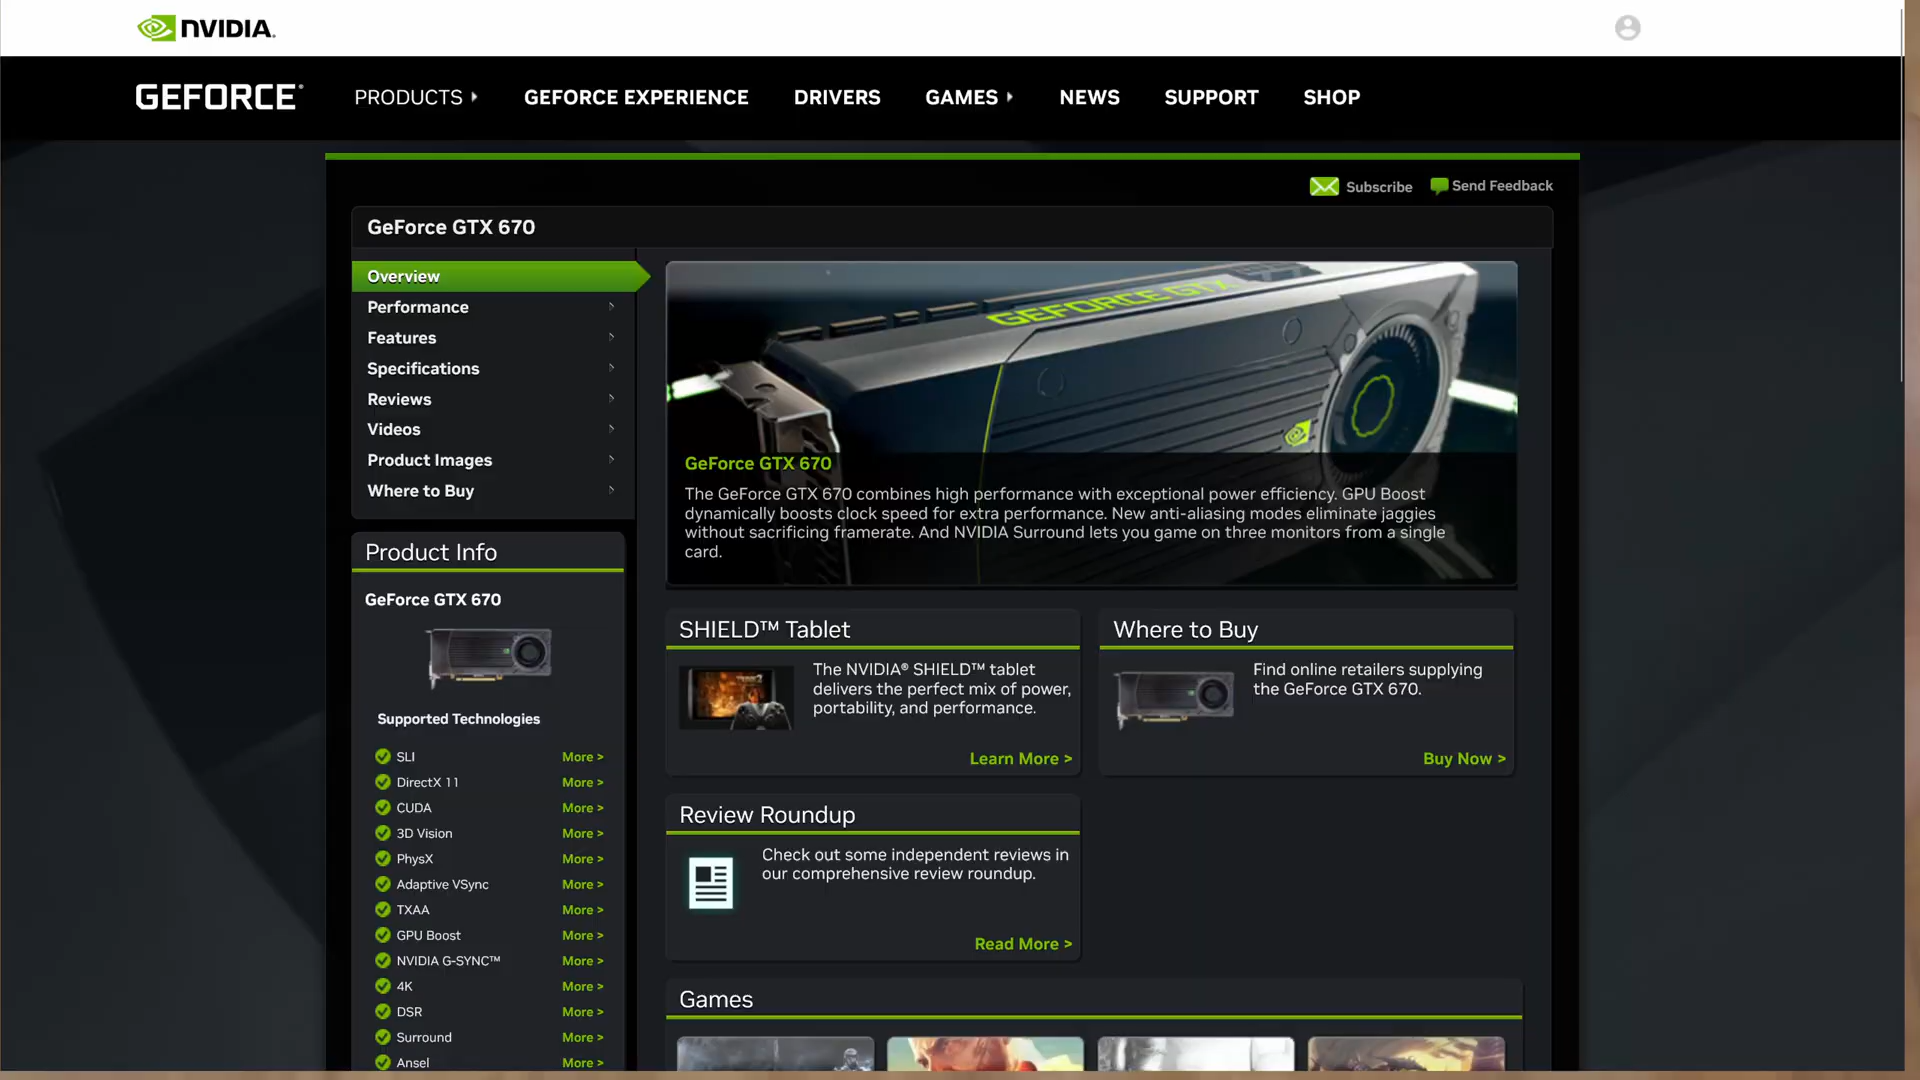 NVIDIA.
GEFORCE®
PRODUCTS
GEFORCE EXPERIENCE
DRIVERS
GAMES
NEWS
SUPPORT
SHOP
Subscribe
Send Feedback
GeForce GTX 670
Overview
Performance
Features
Specifications
Reviews
Videos
Product Images
Where to Buy
GEFORCE GTX
GeForce GTX 670
The GeForce GTX 670 combines high performance with exceptional power efficiency. GPU Boost
dynamically boosts clock speed for extra performance. New anti-aliasing modes eliminate jaggies
without sacrificing framerate. And NVIDIA Surround lets you game on three monitors from a single
card.
Product Info
GeForce GTX 670
Supported Technologies
SLI More >
DirectX 11 More >
CUDA More >
3D Vision More >
PhysX More >
Adaptive VSync More >
TXAA More >
GPU Boost More >
NVIDIA G-SYNC™ More >
4K More >
DSR More >
Surround More >
Ansel More >
SHIELD™ Tablet
The NVIDIA® SHIELD™ tablet
delivers the perfect mix of power,
portability, and performance.
Learn More >
Where to Buy
Find online retailers supplying
the GeForce GTX 670.
Buy Now >
Review Roundup
Check out some independent reviews in
our comprehensive review roundup.
Read More >
Games